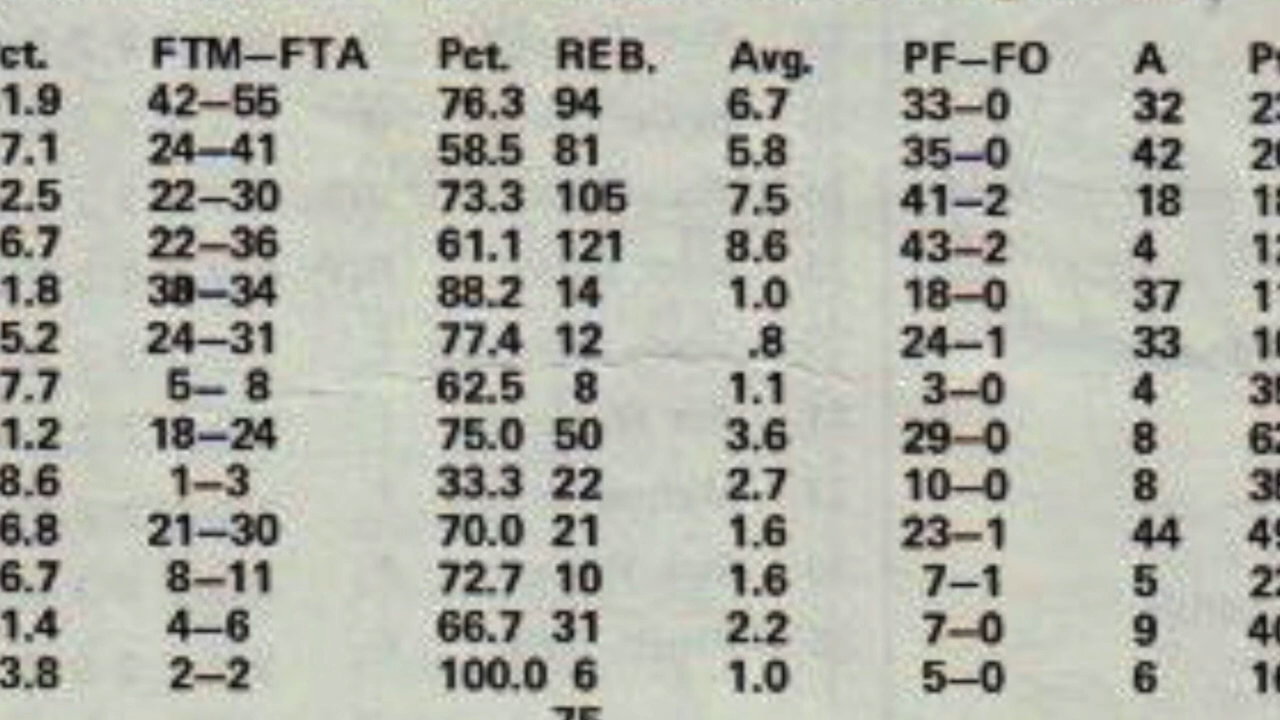 ct. FTM—FTA Pct. REB. Avg. PF—FO A
1.9 42—55 76.3 94 6.7 33—0 32
7.1 24—41 58.5 81 5.8 35—0 42
2.5 22—30 73.3 105 7.5 41—2 18
6.7 22—36 61.1 121 8.6 43—2 4
1.8 30—34 88.2 14 1.0 18—0 37
5.2 24—31 77.4 12 .8 24—1 33
7.7 5— 8 62.5 8 1.1 3—0 4
1.2 18—24 75.0 50 3.6 29—0 8
8.6 1—3 33.3 22 2.7 10—0 8
6.8 21—30 70.0 21 1.6 23—1 44
6.7 8—11 72.7 10 1.6 7—1 5
1.4 4—6 66.7 31 2.2 7—0 9
3.8 2—2 100.0 6 1.0 5—0 6
75